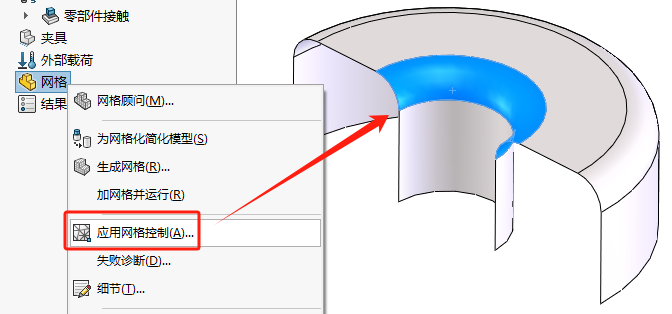 零部件接触
夹具
外部载荷
网格
结果
网格顾问(M)...
为网格化简化模型(S)
生成网格(R)...
加网格并运行(R)
应用网格控制(A)...
失败诊断(D)...
细节(T)...